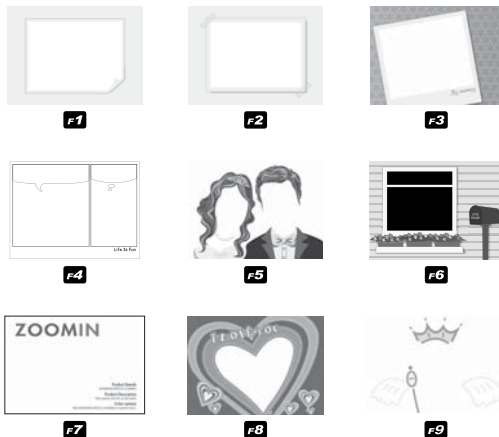 F1
F2
F3
F4
Life Is Fun
F5
F6
ZOOMIN
Product Details
Product Description
Color options
F7
I LOVE YOU
F8
F9